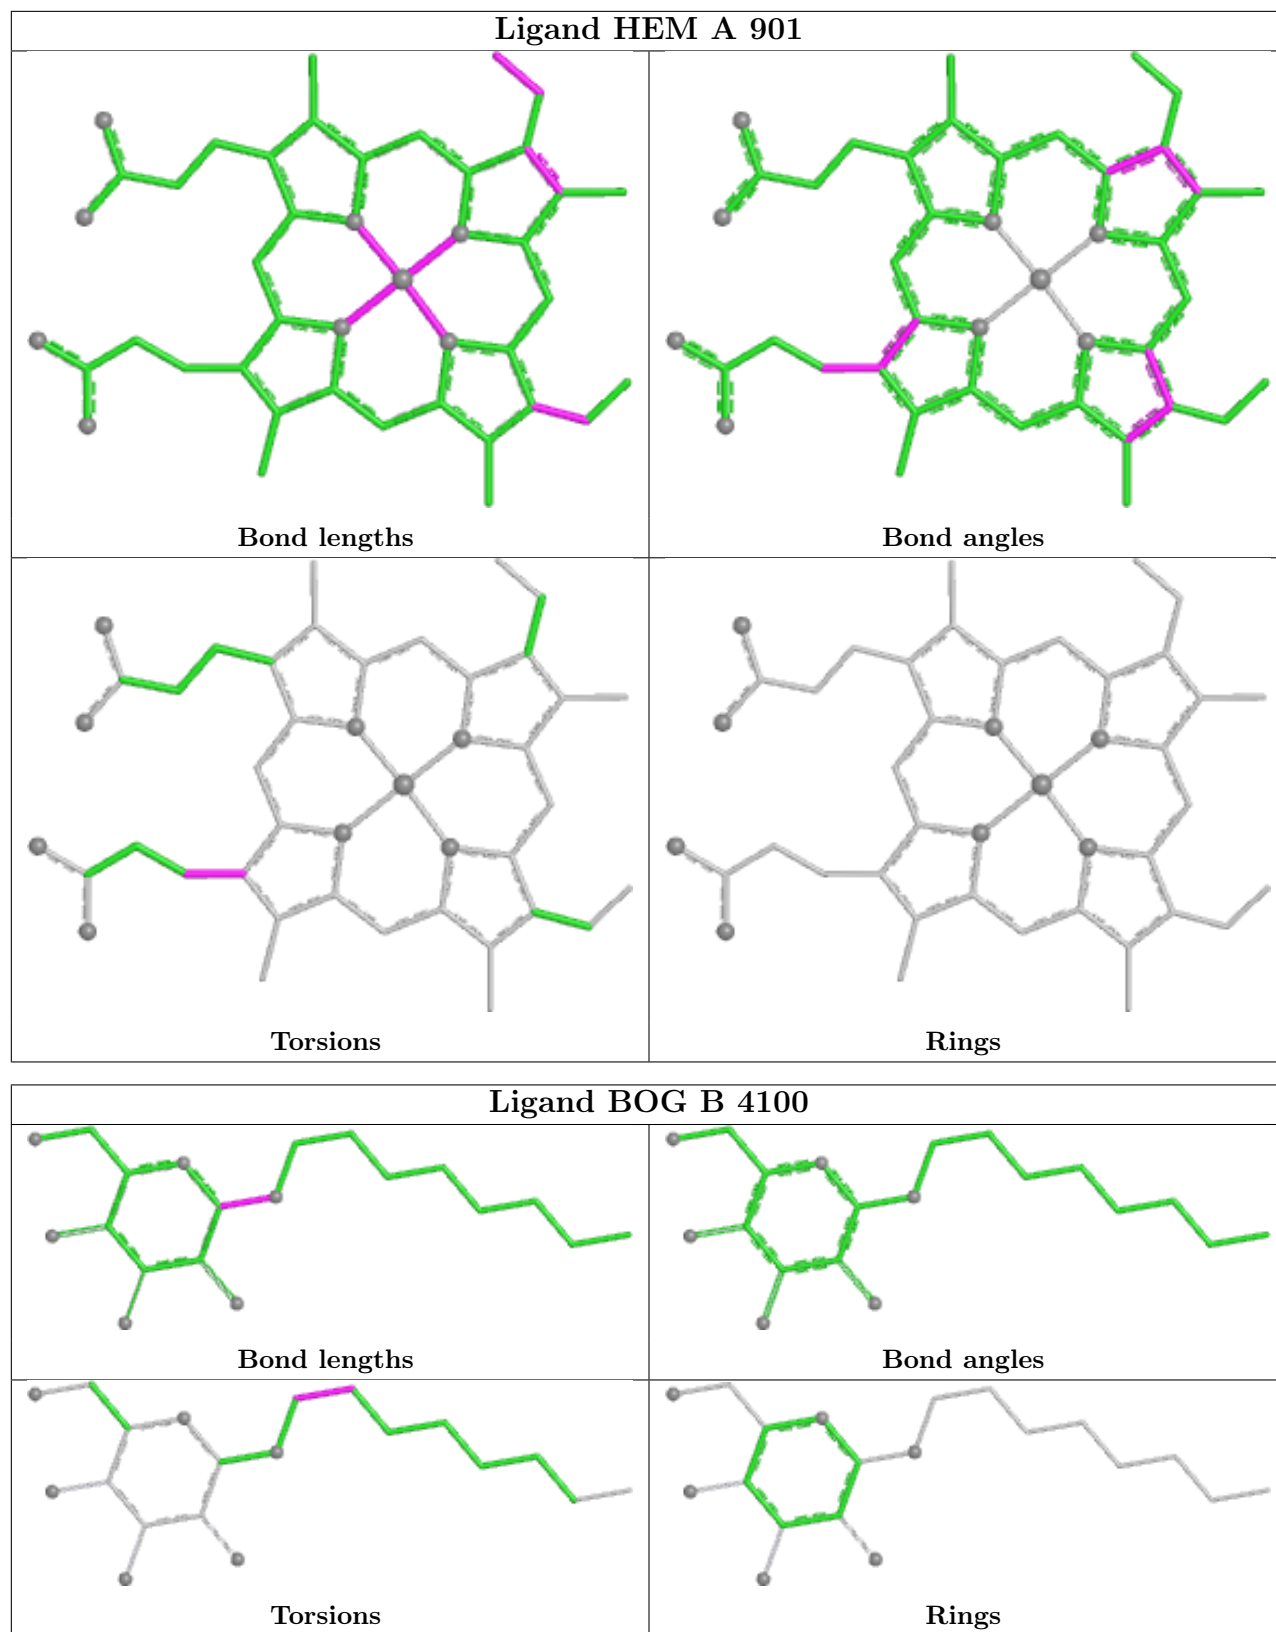 Ligand HEM A 901
Bond lengths
Bond angles
Torsions
Rings
Ligand BOG B 4100
Bond lengths
Bond angles
Torsions
Rings